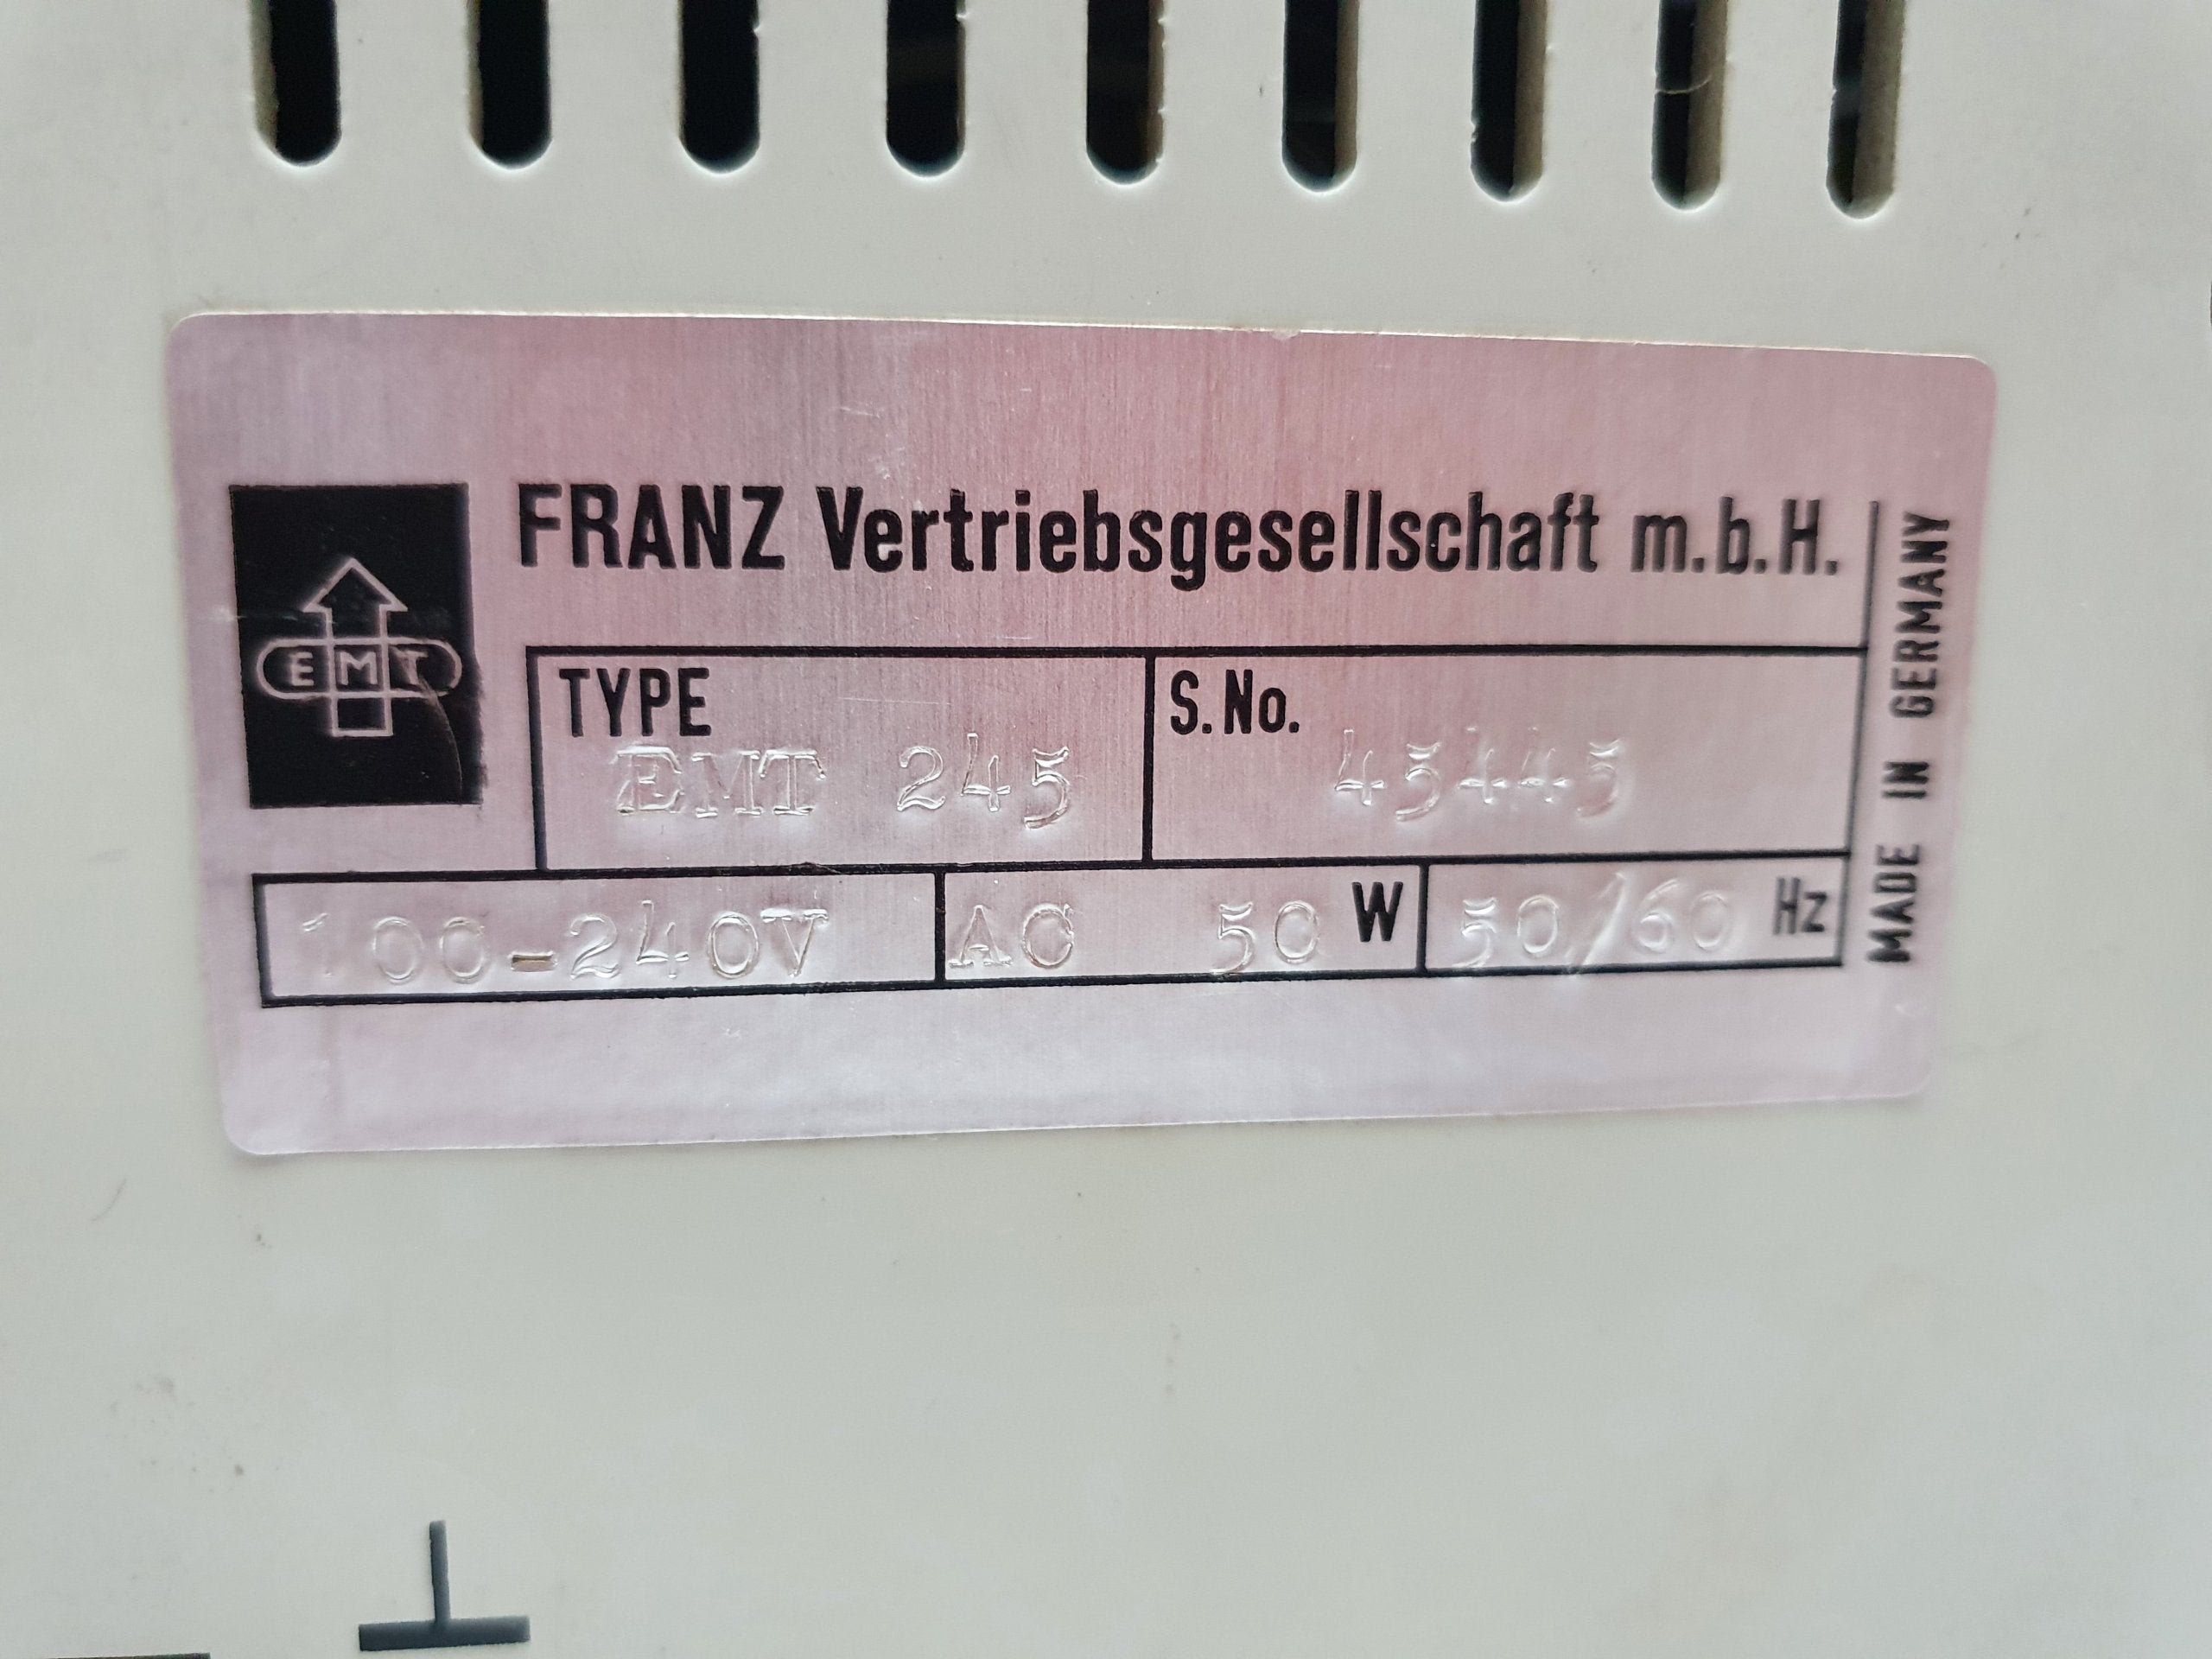 FRANZ Vertriebsgesellschaft m.b.H.
EMT
TYPE
EMT 245
S.No.
45445
100-240V
AC 50 W
50/60 Hz
MADE IN GERMANY